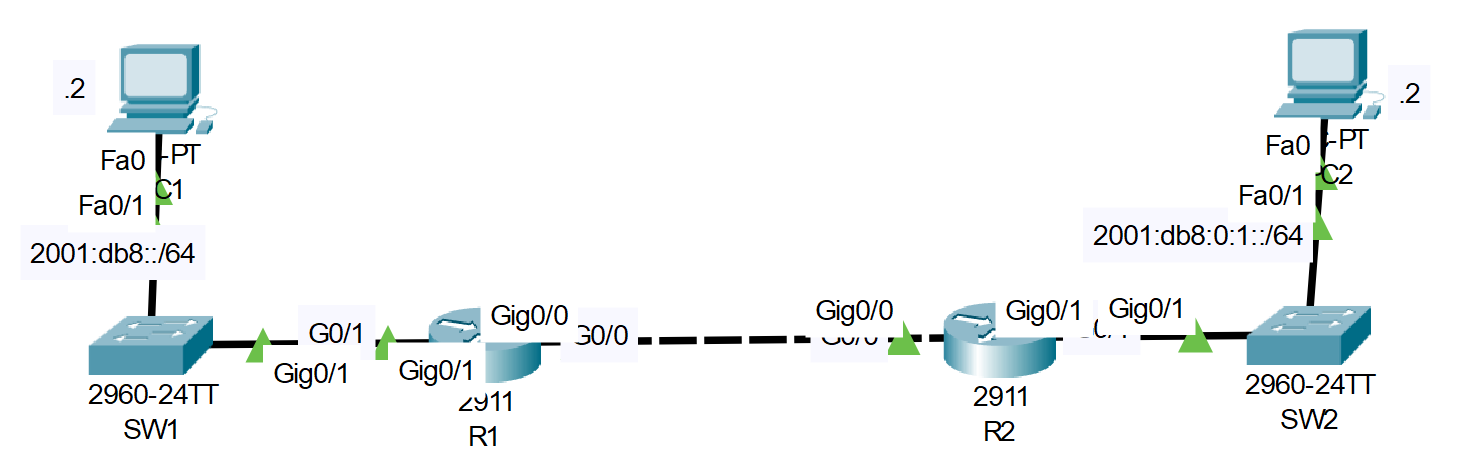 .2
Fa0
-PT
C1
Fa0/1
2001:db8::/64
G0/1
Gig0/1
2960-24TT
SW1
Gig0/0
G0/0
Gig0/1
2911
R1
Gig0/0
G0/0
Gig0/1
Gig0/1
2911
R2
.2
Fa0
-PT
C2
Fa0/1
2001:db8:0:1::/64
2960-24TT
SW2